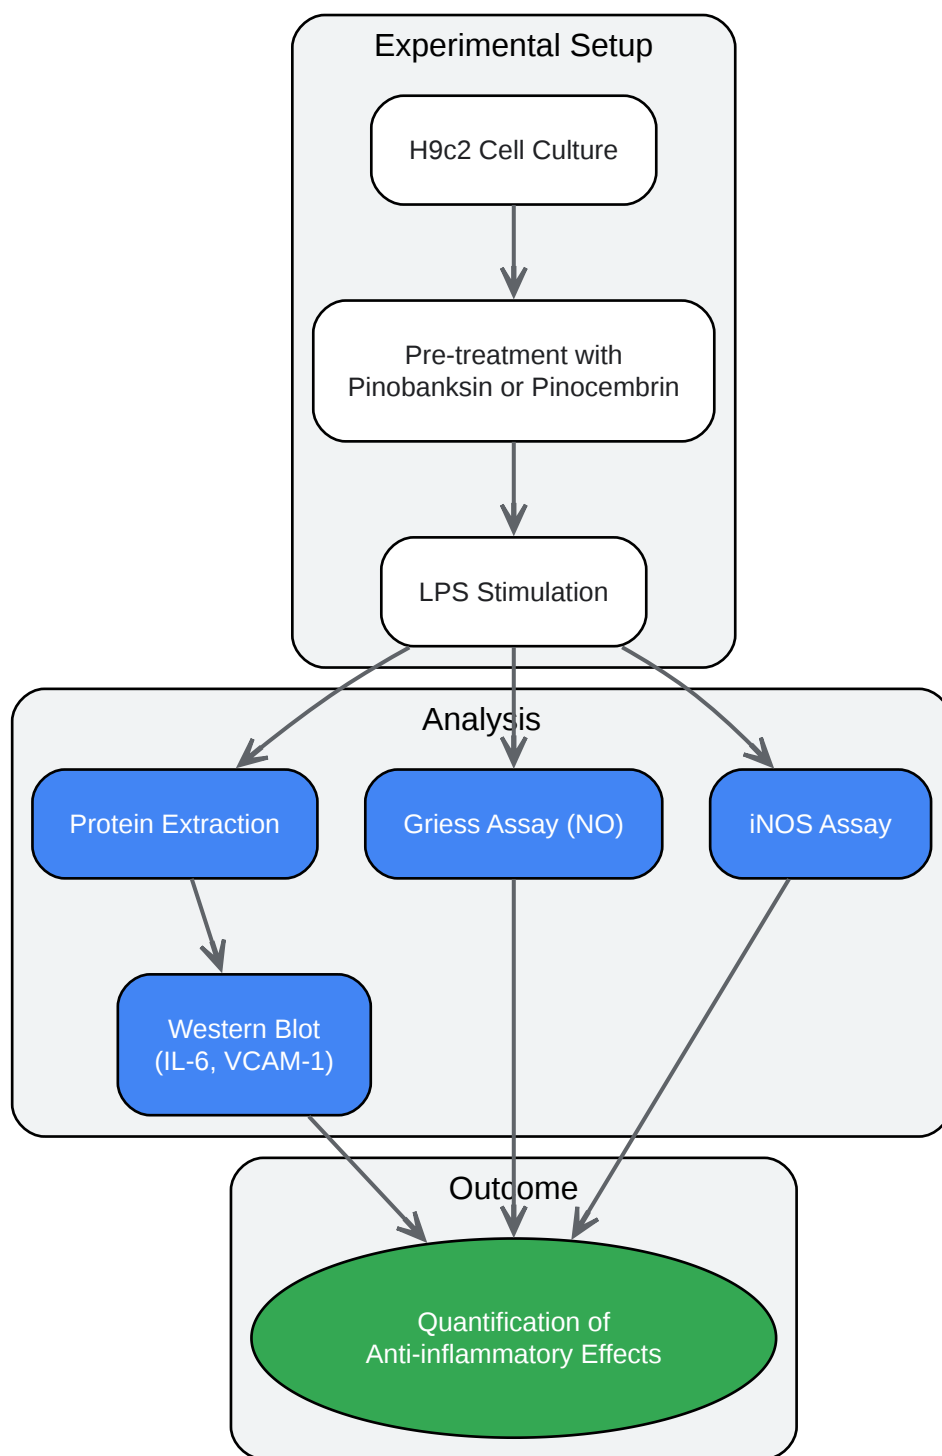 Experimental Setup
H9c2 Cell Culture
Pre-treatment with
Pinobanksin or Pinocembrin
LPS Stimulation
Analysis
Protein Extraction
Griess Assay (NO)
iNOS Assay
Western Blot
(IL-6, VCAM-1)
Outcome
Quantification of
Anti-inflammatory Effects